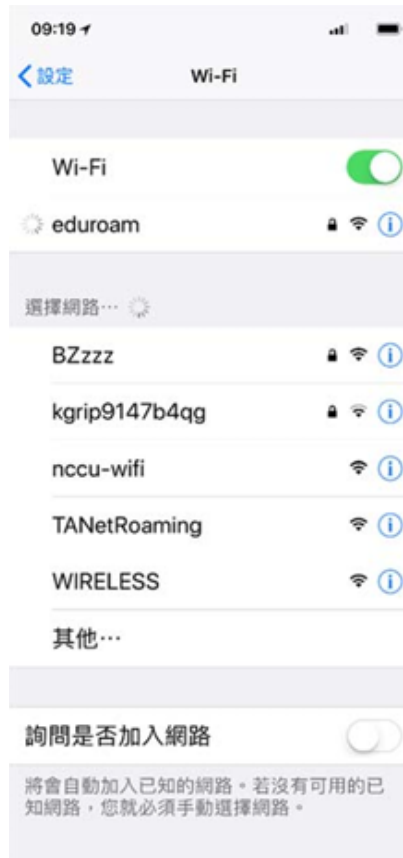 09:19
設定
Wi-Fi
Wi-Fi
eduroam
選擇網路…
BZzzz
kgrip9147b4qg
nccu-wifi
TANetRoaming
WIRELESS
其他…
詢問是否加入網路
將會自動加入已知的網路。若沒有可用的已
知網路，您就必須手動選擇網路。